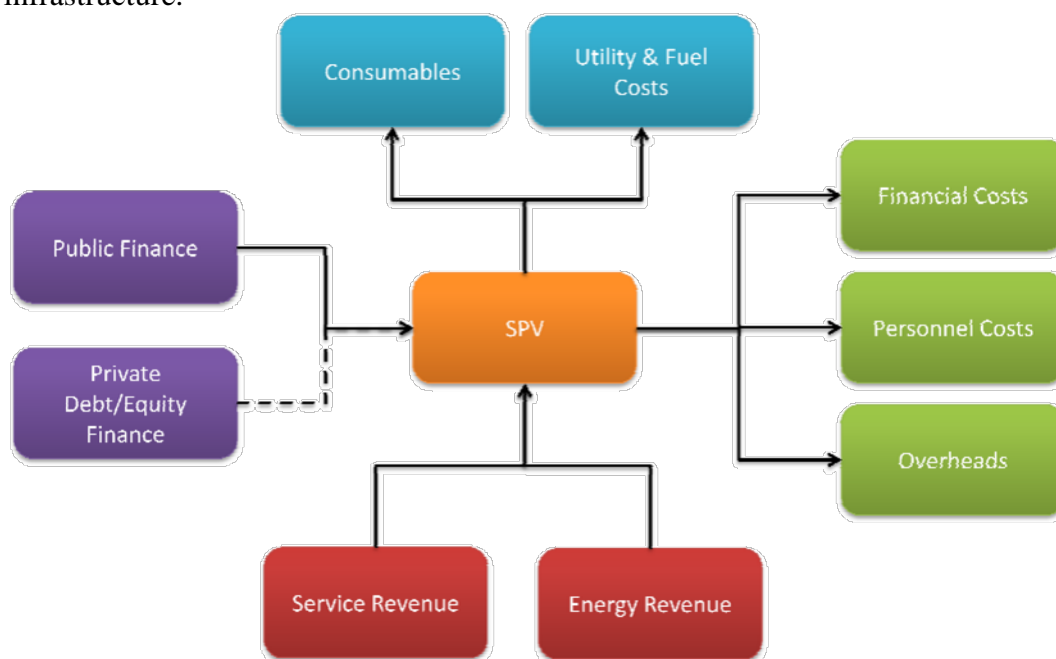 infrastructure.
Consumables
Utility & Fuel
Costs
Financial Costs
Public Finance
SPV
Personnel Costs
Private
Debt/Equity
Finance
Overheads
Service Revenue
Energy Revenue